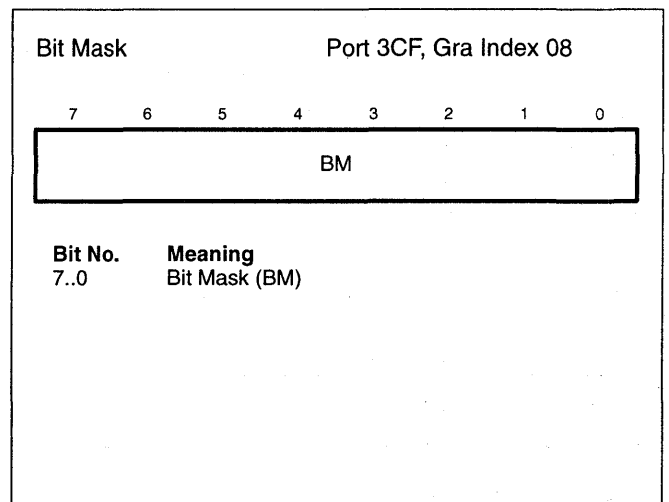 Bit Mask Port 3CF, Gra Index 08
7 6 5 4 3 2 1 0
BM
Bit No. Meaning
7..0 Bit Mask (BM)